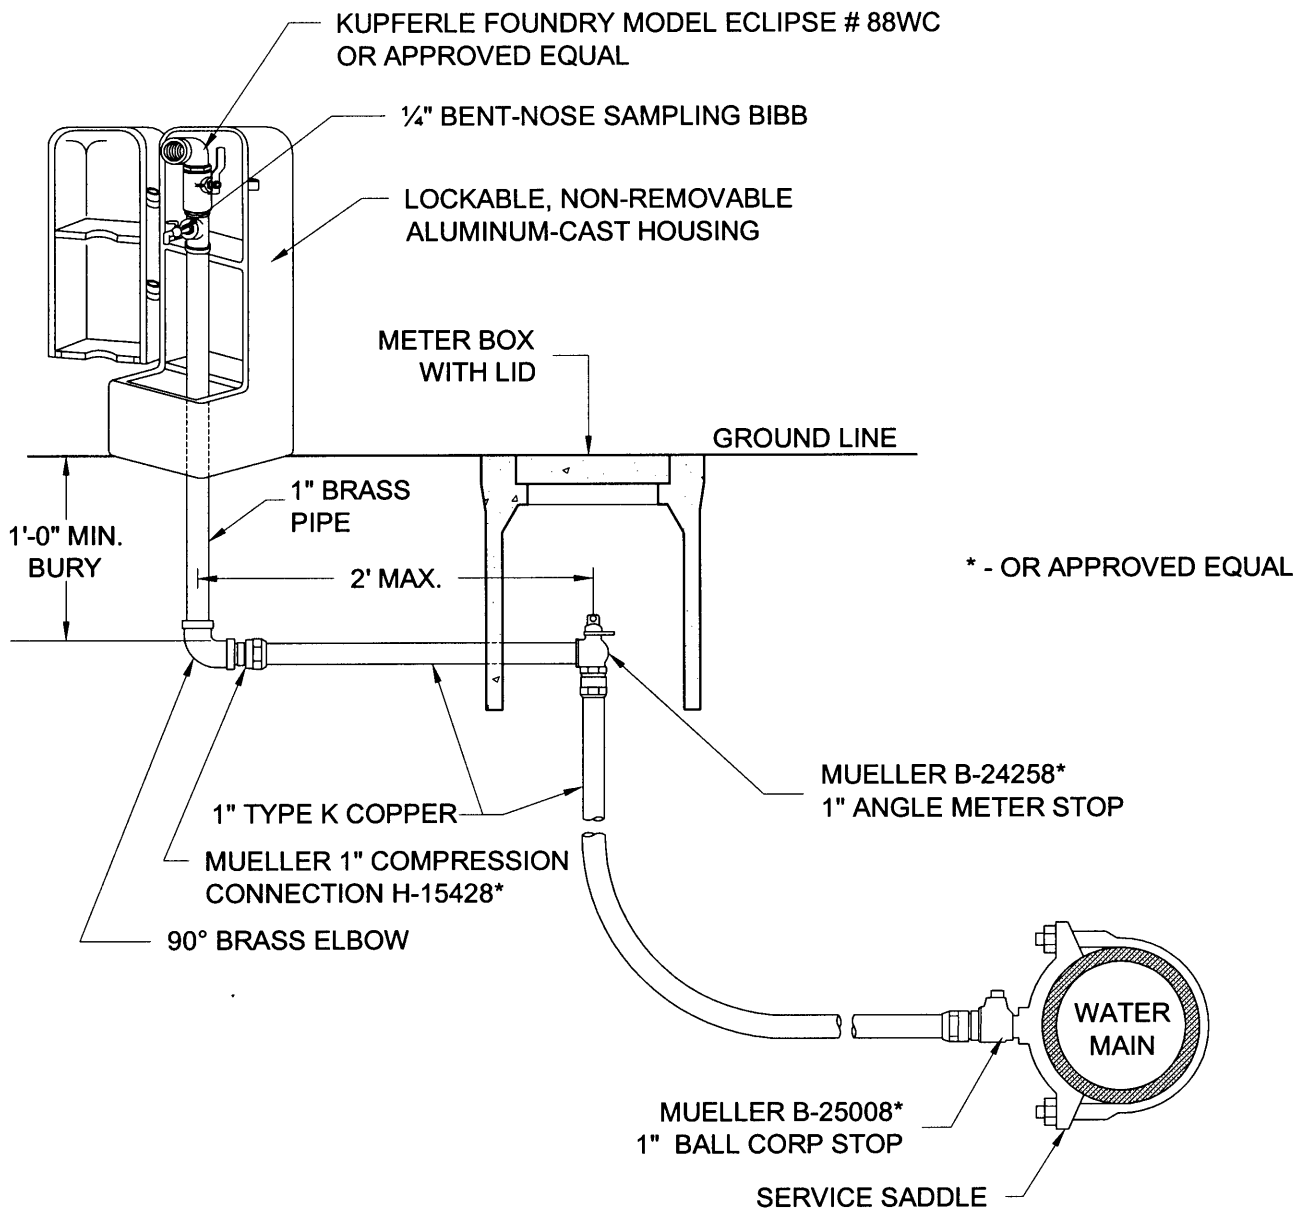 KUPFERLE FOUNDRY MODEL ECLIPSE # 88WC
OR APPROVED EQUAL
¼" BENT-NOSE SAMPLING BIBB
LOCKABLE, NON-REMOVABLE
ALUMINUM-CAST HOUSING
METER BOX
WITH LID
GROUND LINE
1" BRASS
PIPE
1'-0" MIN.
BURY
2' MAX.
* - OR APPROVED EQUAL
MUELLER B-24258*
1" ANGLE METER STOP
1" TYPE K COPPER
MUELLER 1" COMPRESSION
CONNECTION H-15428*
90° BRASS ELBOW
WATER
MAIN
MUELLER B-25008*
1" BALL CORP STOP
SERVICE SADDLE